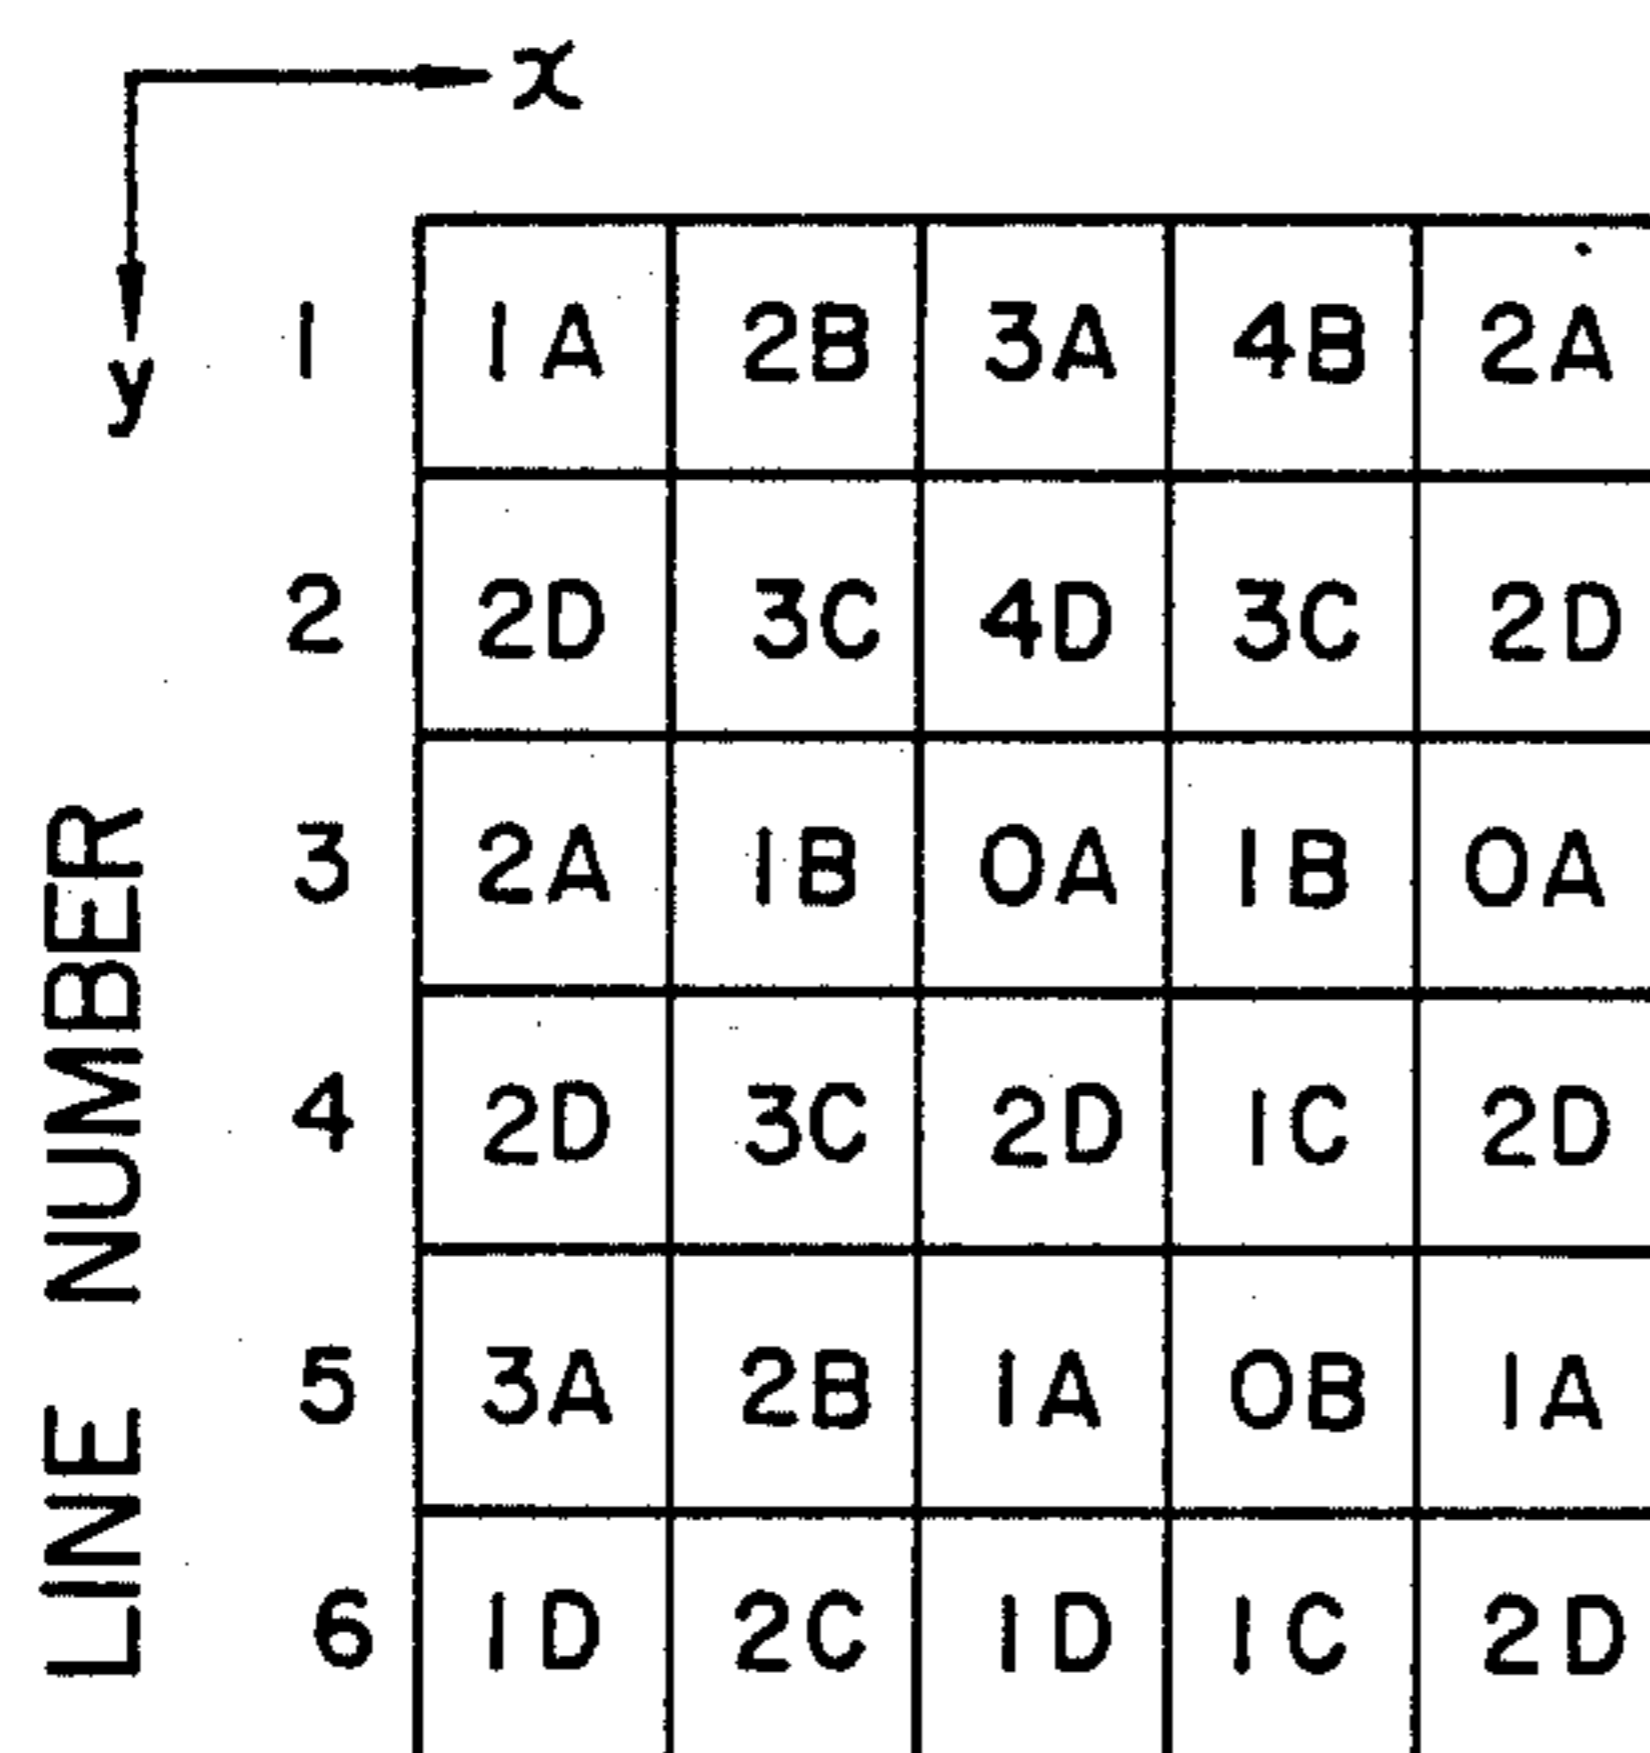 x
y
LINE NUMBER
1 1A 2B 3A 4B 2A
2 2D 3C 4D 3C 2D
3 2A 1B 0A 1B 0A
4 2D 3C 2D 1C 2D
5 3A 2B 1A 0B 1A
6 1D 2C 1D 1C 2D